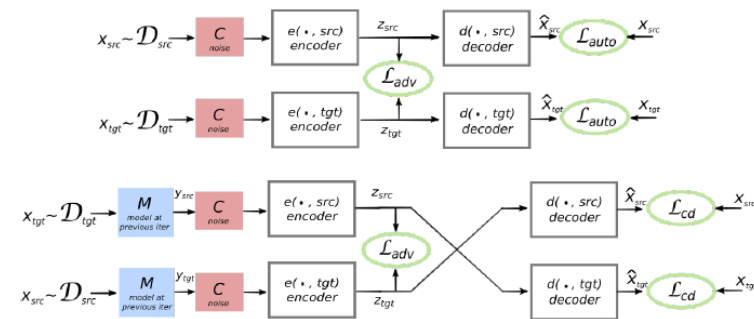 x_src ~ D_src C noise e(•, src) encoder z_src d(•, src) decoder x̂_src L_auto x_src
L_adv
x_tgt ~ D_tgt C noise e(•, tgt) encoder z_tgt d(•, tgt) decoder x̂_tgt L_auto x_tgt
x_tgt ~ D_tgt M model at previous iter y_src C noise e(•, src) encoder z_src d(•, src) decoder x̂_src L_cd x_src
L_adv
x_src ~ D_src M model at previous iter y_tgt C noise e(•, tgt) encoder z_tgt d(•, tgt) decoder x̂_tgt L_cd x_tgt